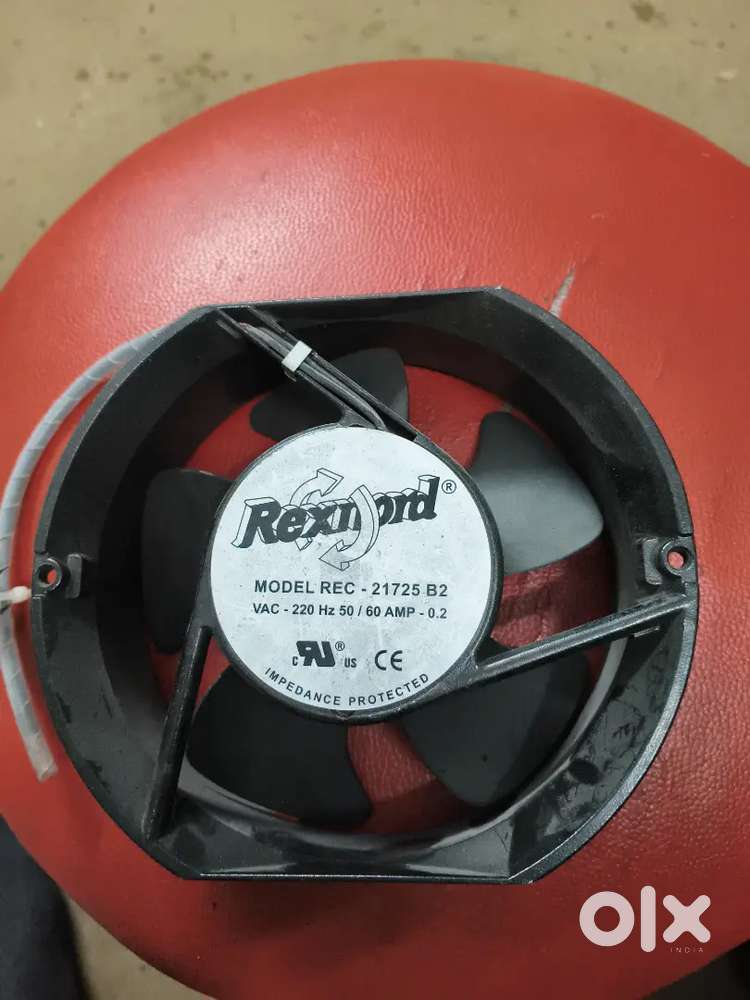 Rexnord®
MODEL REC - 21725 B2
VAC - 220 Hz 50 / 60 AMP - 0.2
c RU® US CE
IMPEDANCE PROTECTED
olx
INDIA